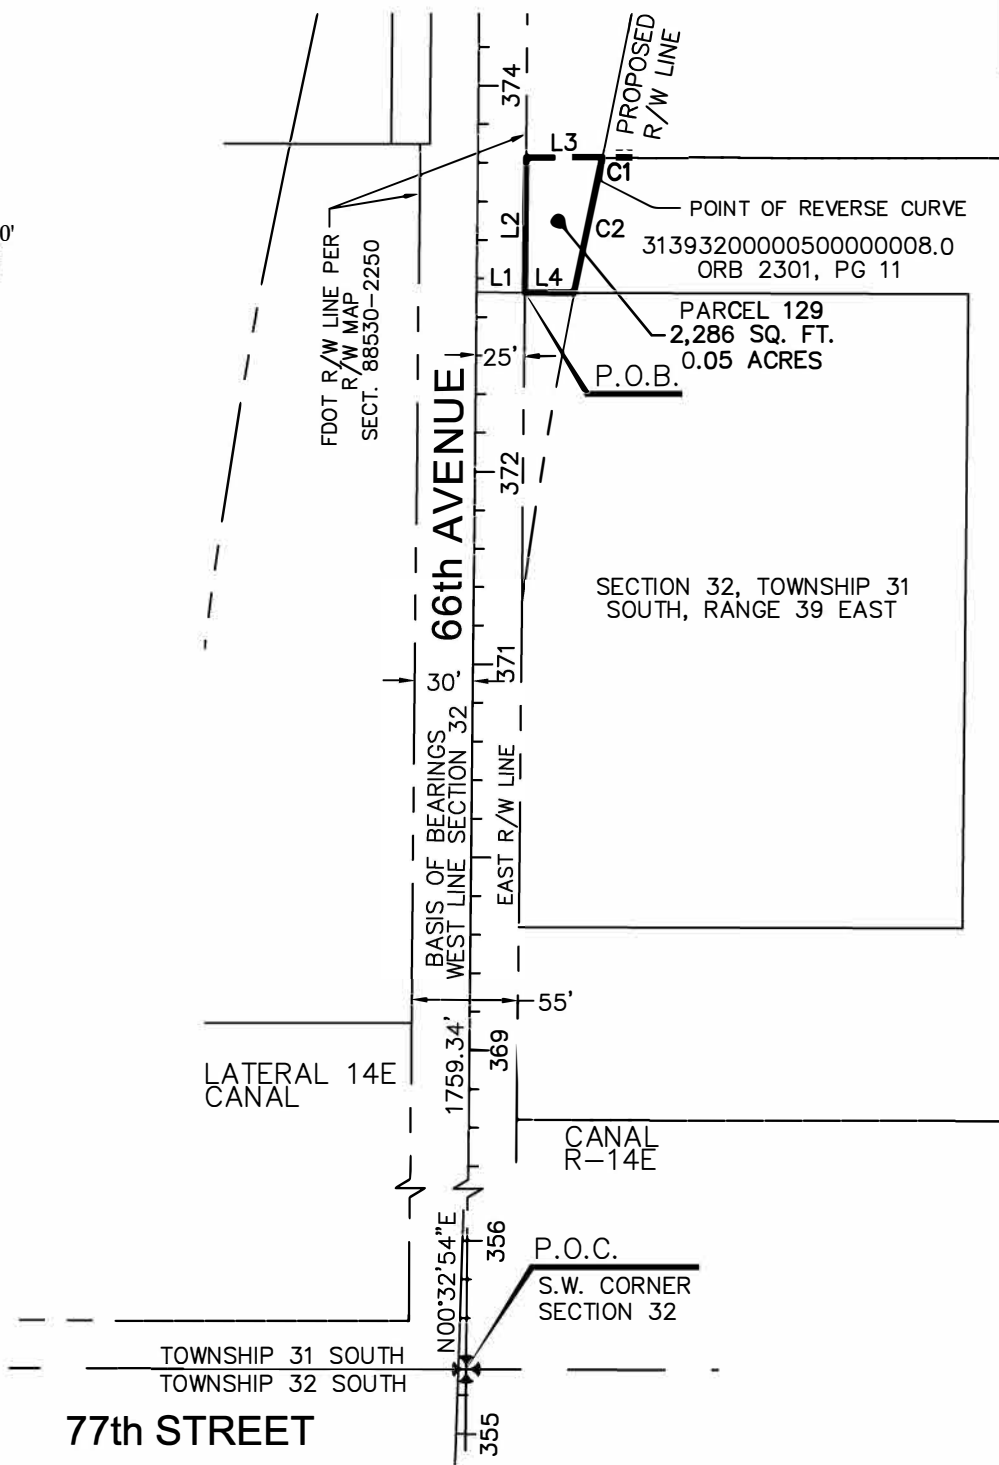 PROPOSED
R/W LINE
374
L3
C1
POINT OF REVERSE CURVE
L2
C2
31393200000500000008.0
ORB 2301, PG 11
0'
FDOT R/W LINE PER
R/W MAP
SECT. 88530-2250
L1
L4
PARCEL 129
2,286 SQ. FT.
0.05 ACRES
25'
P.O.B.
66th AVENUE
372
SECTION 32, TOWNSHIP 31
SOUTH, RANGE 39 EAST
371
30'
BASIS OF BEARINGS
WEST LINE SECTION 32
EAST R/W LINE
55'
1759.34'
369
LATERAL 14E
CANAL
CANAL
R-14E
N00°32'54"E
356
P.O.C.
S.W. CORNER
SECTION 32
TOWNSHIP 31 SOUTH
TOWNSHIP 32 SOUTH
77th STREET
355